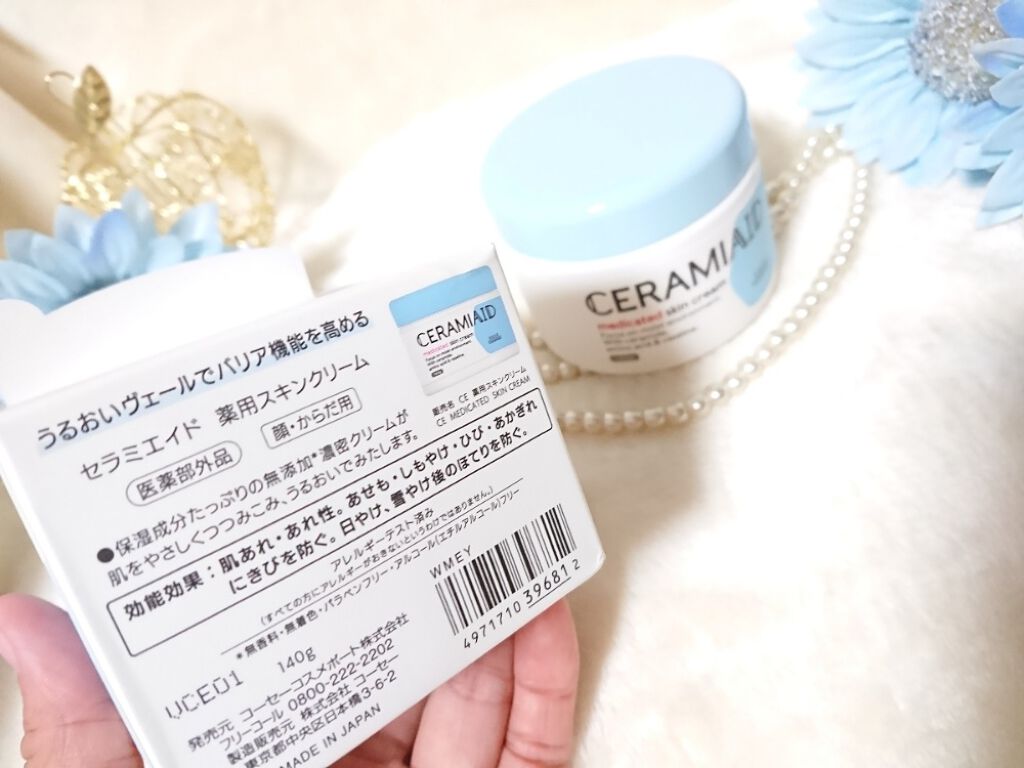 うるおいヴェールでバリア機能を高める
セラミエイド 薬用スキンクリーム
医薬部外品
顔・からだ用
●保湿成分たっぷりの無添加*濃密クリームが
肌をやさしくつつみこみ、うるおいでみたします。
効能効果：肌あれ・あれ性。あせも・しもやけ・ひび・あかぎれ
にきびを防ぐ。日やけ、雪やけ後のほてりを防ぐ。
アレルギーテスト済み
(すべての方にアレルギーがおきないというわけではありません。)
*無香料・無着色・パラベンフリー・アルコール(エチルアルコール)フリー
UCE01
140g
発売元 コーセーコスメポート株式会社
フリーコール 0800-222-2202
製造販売元 株式会社 コーセー
東京都中央区日本橋3-6-2
MADE IN JAPAN
WMEY
4971710 39681 2
CERAMIAID
medicated skin cream
販売名 CE 薬用スキンクリーム
CE MEDICATED SKIN CREAM
CERAMIAID
medicated skin cream